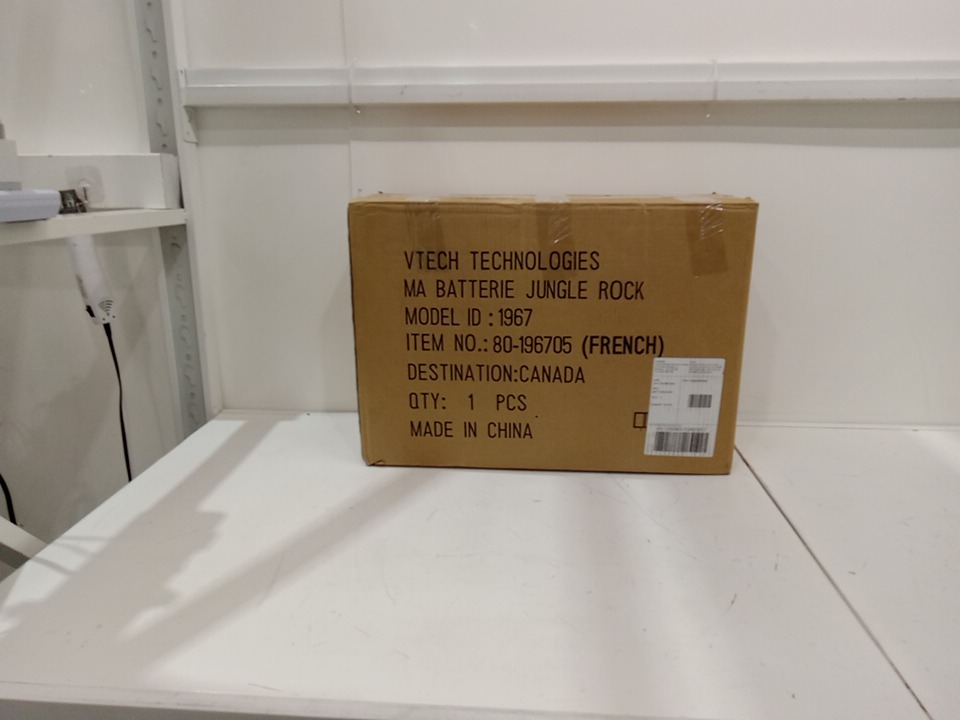 VTECH TECHNOLOGIES
MA BATTERIE JUNGLE ROCK
MODEL ID : 1967
ITEM NO.: 80-196705 (FRENCH)
DESTINATION:CANADA
QTY: 1 PCS
MADE IN CHINA